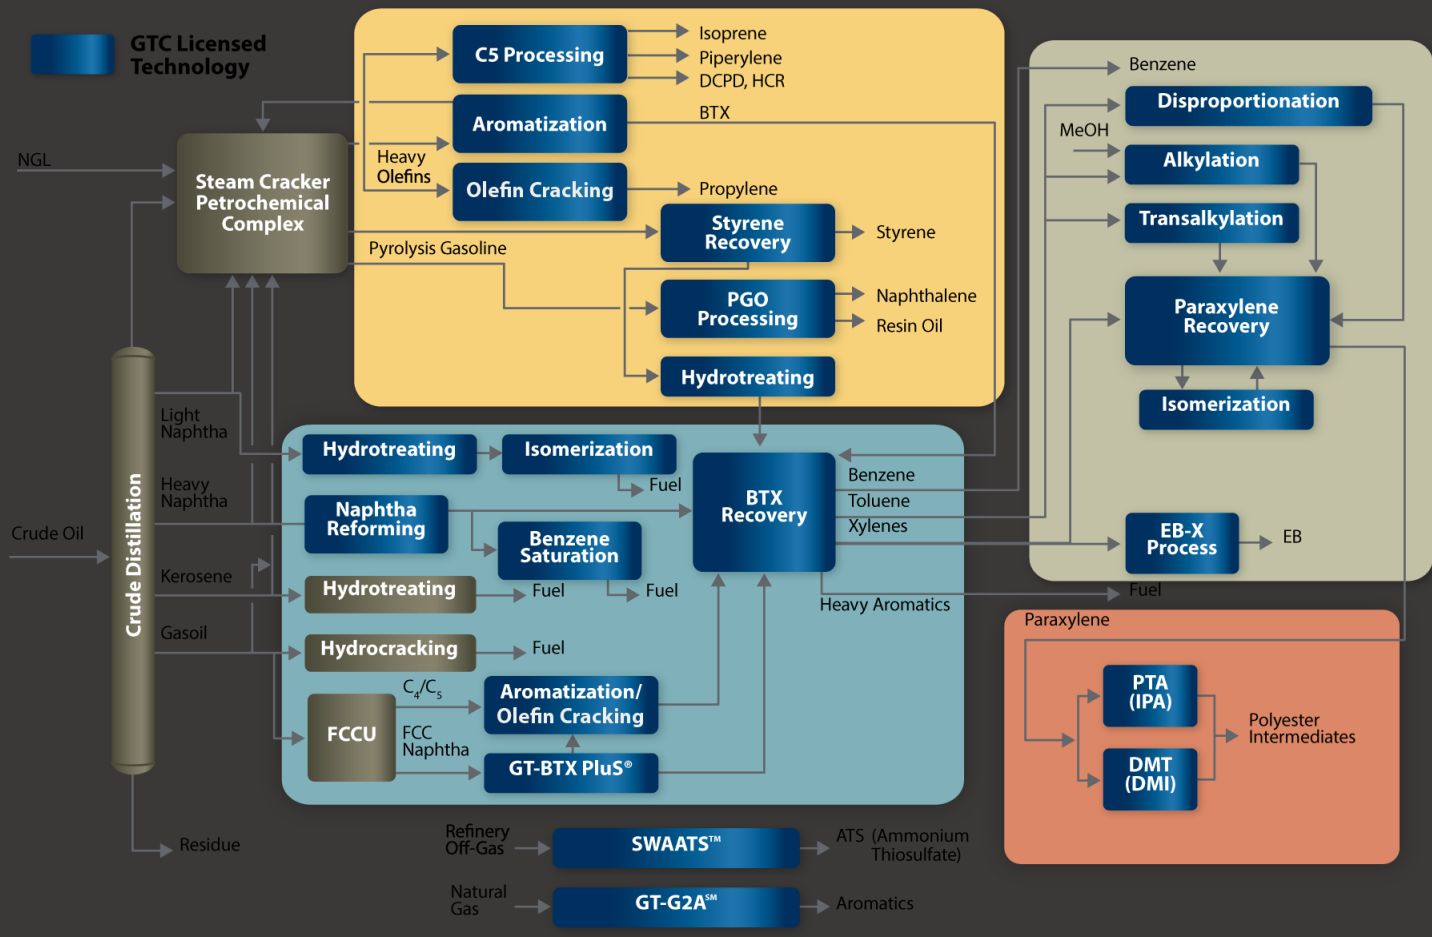 GTC Licensed
Technology
C5 Processing
Isoprene
Piperylene
DCPD, HCR
Aromatization
BTX
Heavy
Olefins
Olefin Cracking
Propylene
NGL
Steam Cracker
Petrochemical
Complex
Styrene
Recovery
Styrene
Pyrolysis Gasoline
PGO
Processing
Naphthalene
Resin Oil
Hydrotreating
Benzene
Disproportionation
MeOH
Alkylation
Transalkylation
Paraxylene
Recovery
Isomerization
Light
Naphtha
Heavy
Naphtha
Crude Oil
Crude Distillation
Kerosene
Gasoil
Residue
Hydrotreating
Isomerization
Fuel
Naphtha
Reforming
Benzene
Saturation
Fuel
Hydrotreating
Fuel
Hydrocracking
Fuel
BTX
Recovery
Benzene
Toluene
Xylenes
Heavy Aromatics
EB-X
Process
EB
Fuel
FCCU
C4/C5
FCC
Naphtha
Aromatization/
Olefin Cracking
GT-BTX PluS®
Paraxylene
PTA
(IPA)
DMT
(DMI)
Polyester
Intermediates
Refinery
Off-Gas
SWAATS™
ATS (Ammonium
Thiosulfate)
Natural
Gas
GT-G2A℠
Aromatics